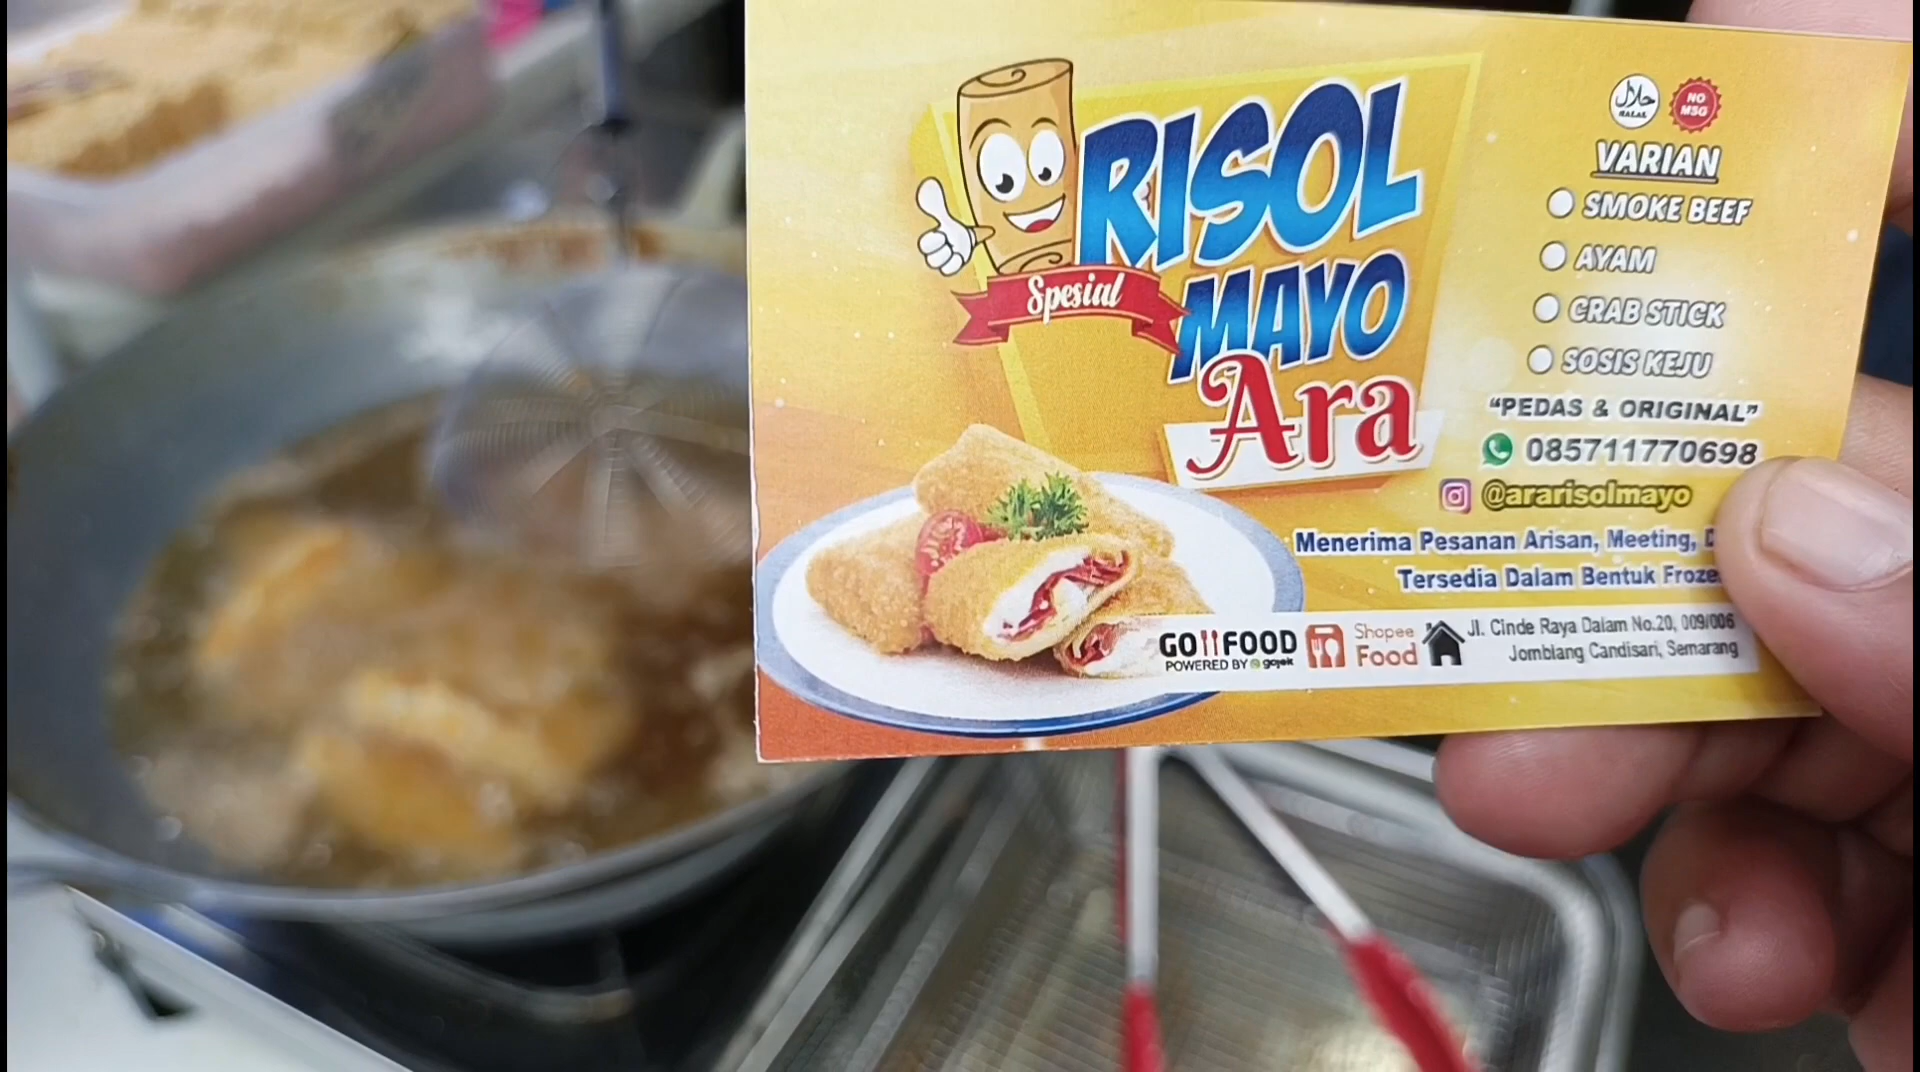 RISOL
MAYO
Spesial
Ara
حلال
HALAL
NO
MSG
VARIAN
SMOKE BEEF
AYAM
CRAB STICK
SOSIS KEJU
"PEDAS & ORIGINAL"
085711770698
@ararisolmayo
Menerima Pesanan Arisan, Meeting,
Tersedia Dalam Bentuk
GOFOOD
POWERED BY gojek
Shopee
Food
Jl. Cinde Raya Dalam No.20, 009/006
Jomblang Candisari, Semarang